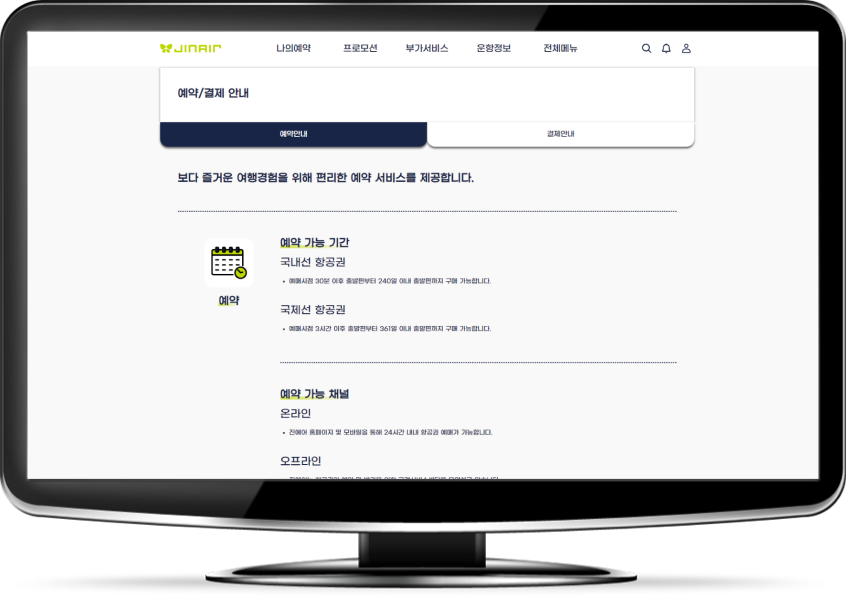 JINAIR
나의예약 프로모션 부가서비스 운항정보 전체메뉴
예약/결제 안내
예약안내 결제안내
보다 즐거운 여행경험을 위해 편리한 예약 서비스를 제공합니다.
예약
예약 가능 기간
국내선 항공권
• 예매시점 30분 이후 출발편부터 240일 이내 출발편까지 구매 가능합니다.
국제선 항공권
• 예매시점 3시간 이후 출발편부터 361일 이내 출발편까지 구매 가능합니다.
예약 가능 채널
온라인
• 진에어 홈페이지 및 모바일을 통해 24시간 내내 항공권 예매가 가능합니다.
오프라인